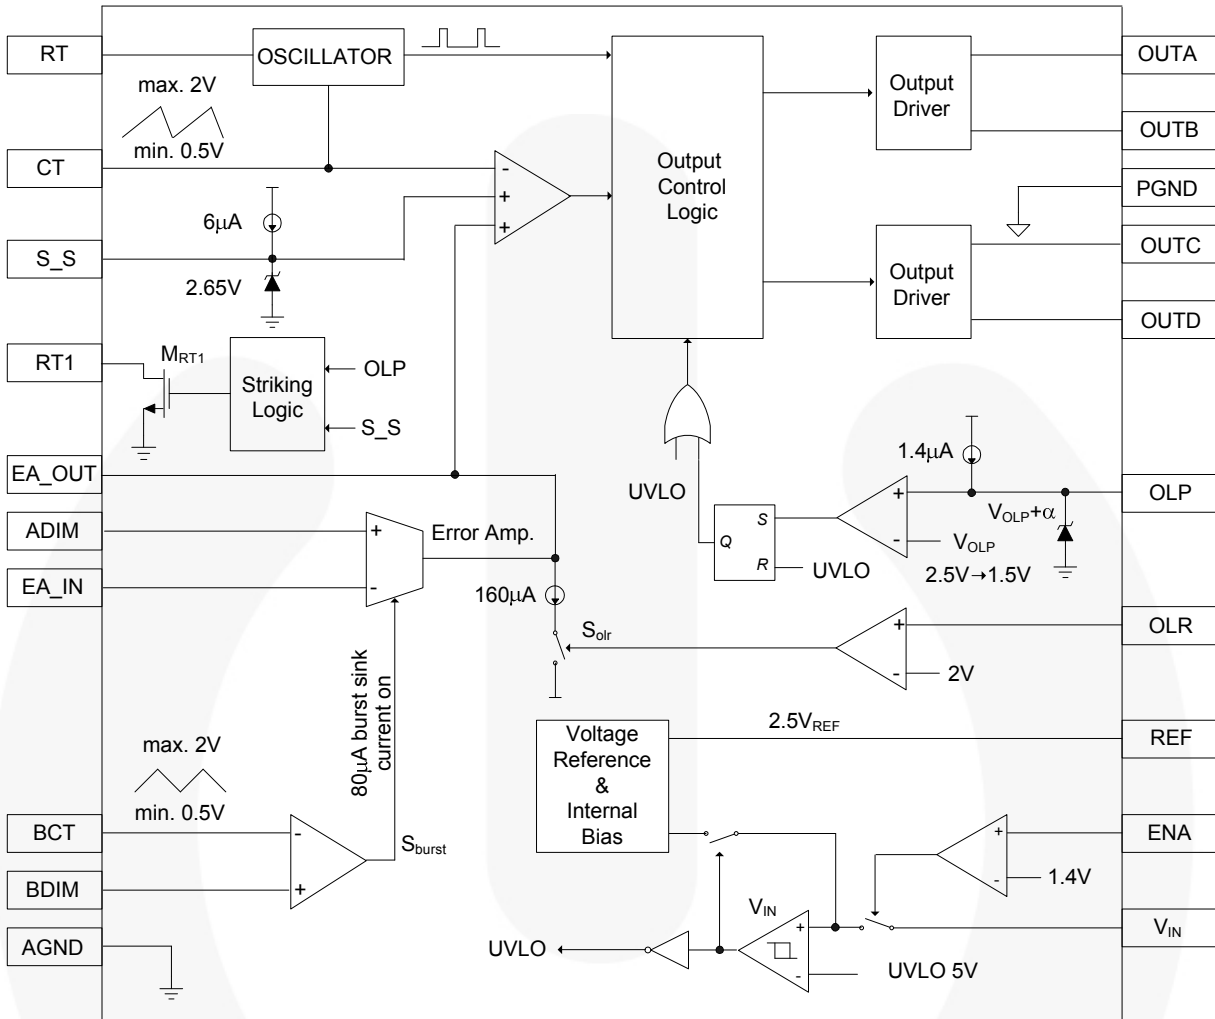 RT
OSCILLATOR
max. 2V
min. 0.5V
CT
6µA
S_S
2.65V
RT1
MRT1
Striking
Logic
OLP
S_S
EA_OUT
ADIM
EA_IN
+
-
Error Amp.
160µA
Solr
80µA burst sink
current on
max. 2V
min. 0.5V
BCT
BDIM
-
+
Sburst
AGND
-
+
+
Output
Control
Logic
Output
Driver
Output
Driver
OUTA
OUTB
PGND
OUTC
OUTD
UVLO
1.4µA
OLP
+
-
VOLP+α
VOLP
2.5V→1.5V
S
Q
R
UVLO
OLR
+
-
2V
Voltage
Reference
&
Internal
Bias
2.5VREF
REF
ENA
+
-
1.4V
VIN
VIN
+
-
UVLO
UVLO 5V